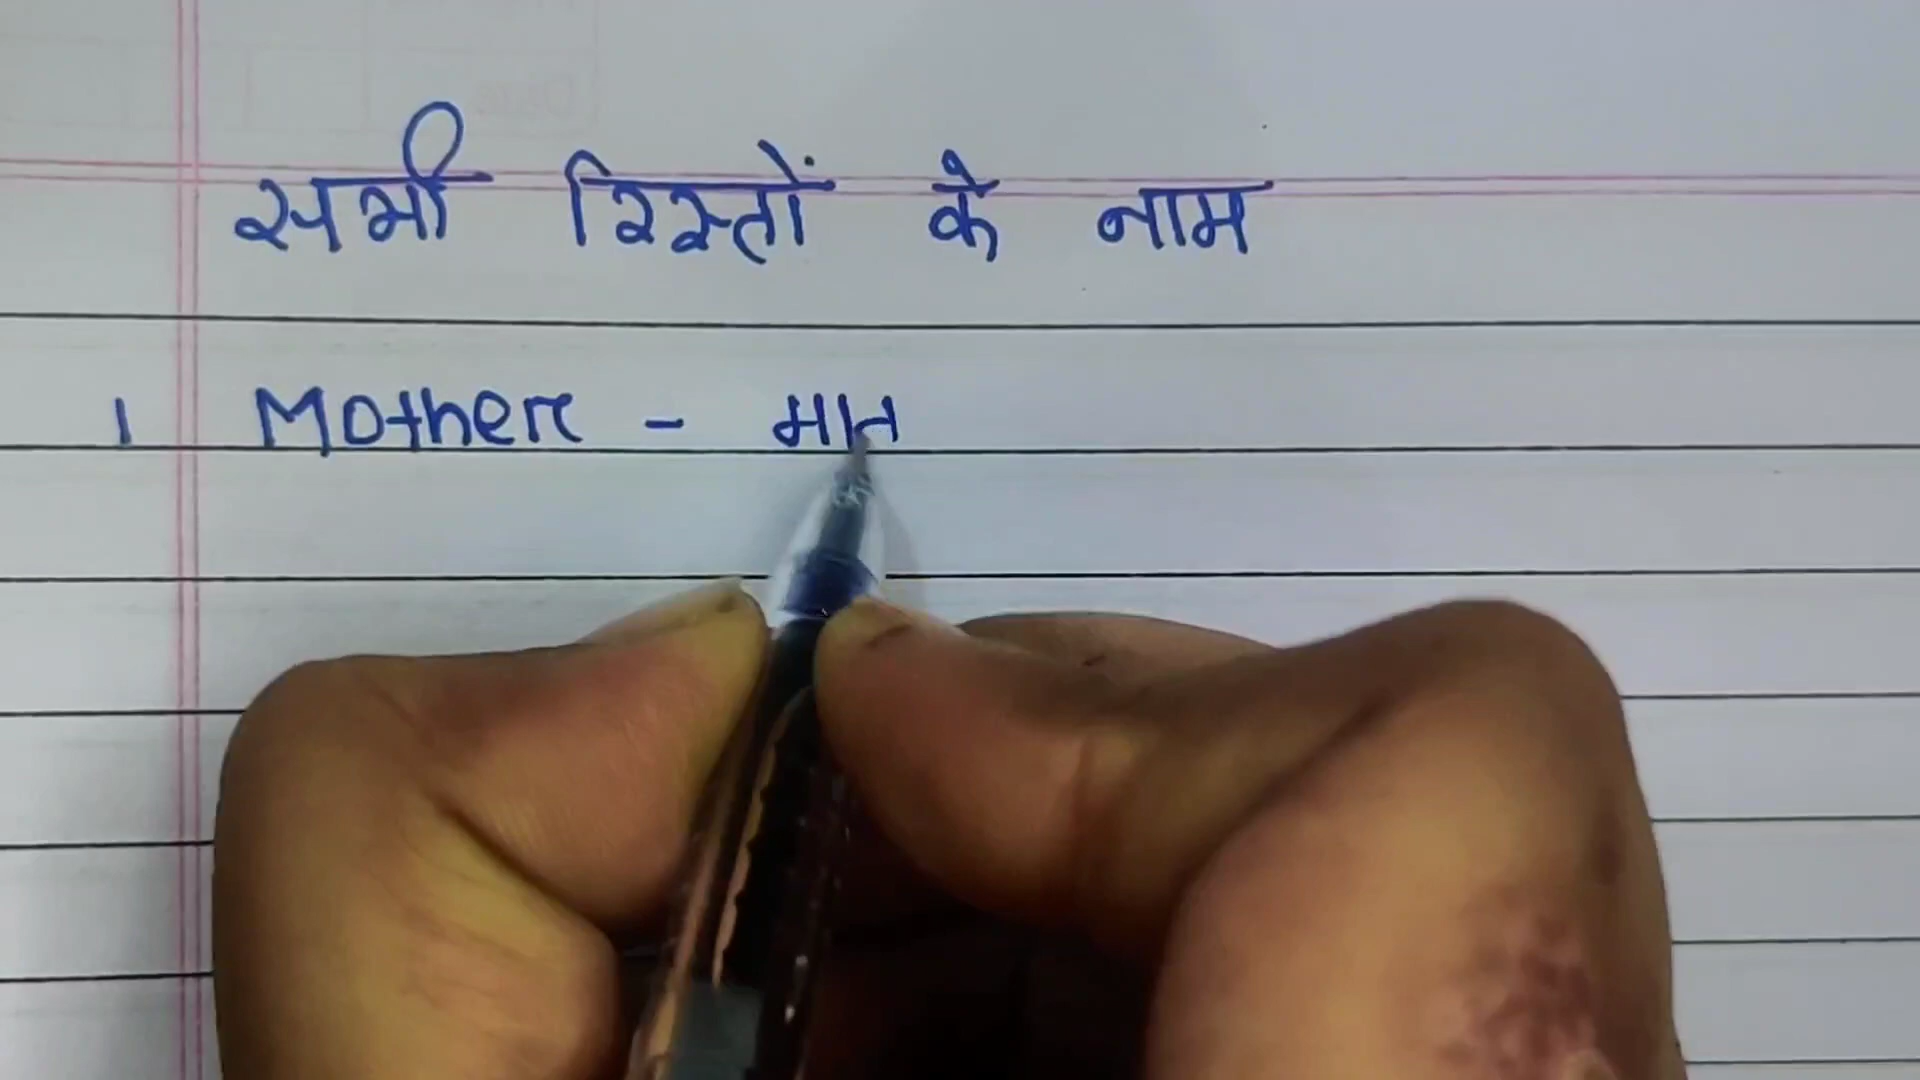 सभी रिस्तों के नाम
1 Mother - मात